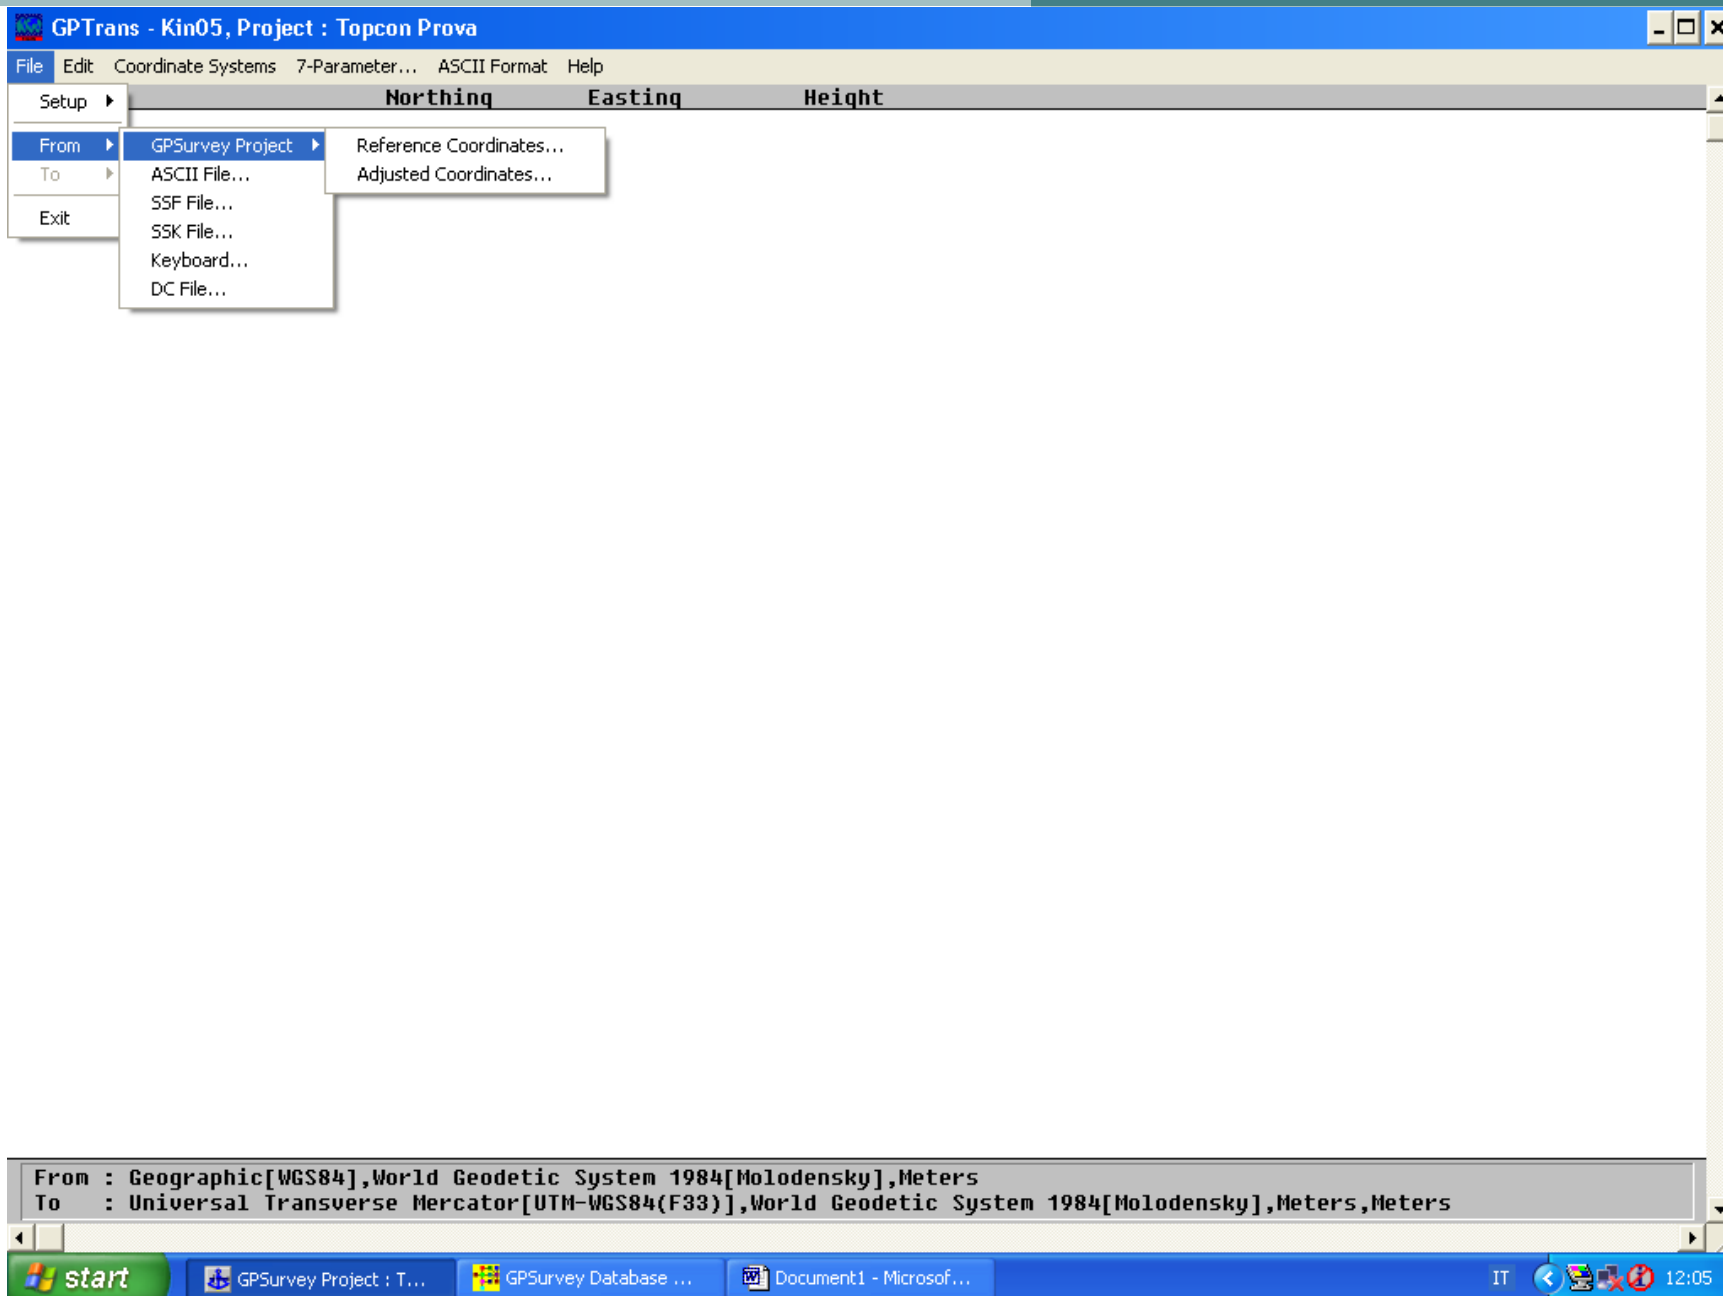 GPTrans - Kin05, Project : Topcon Prova
File Edit Coordinate Systems 7-Parameter... ASCII Format Help
Northing Easting Height
Setup
From
To
Exit
GPSurvey Project
ASCII File...
SSF File...
SSK File...
Keyboard...
DC File...
Reference Coordinates...
Adjusted Coordinates...
From : Geographic[WGS84],World Geodetic System 1984[Molodensky],Meters
To : Universal Transverse Mercator[UTM-WGS84(F33)],World Geodetic System 1984[Molodensky],Meters,Meters
start GPSurvey Project : T... GPSurvey Database ... Document1 - Microsof... IT 12:05